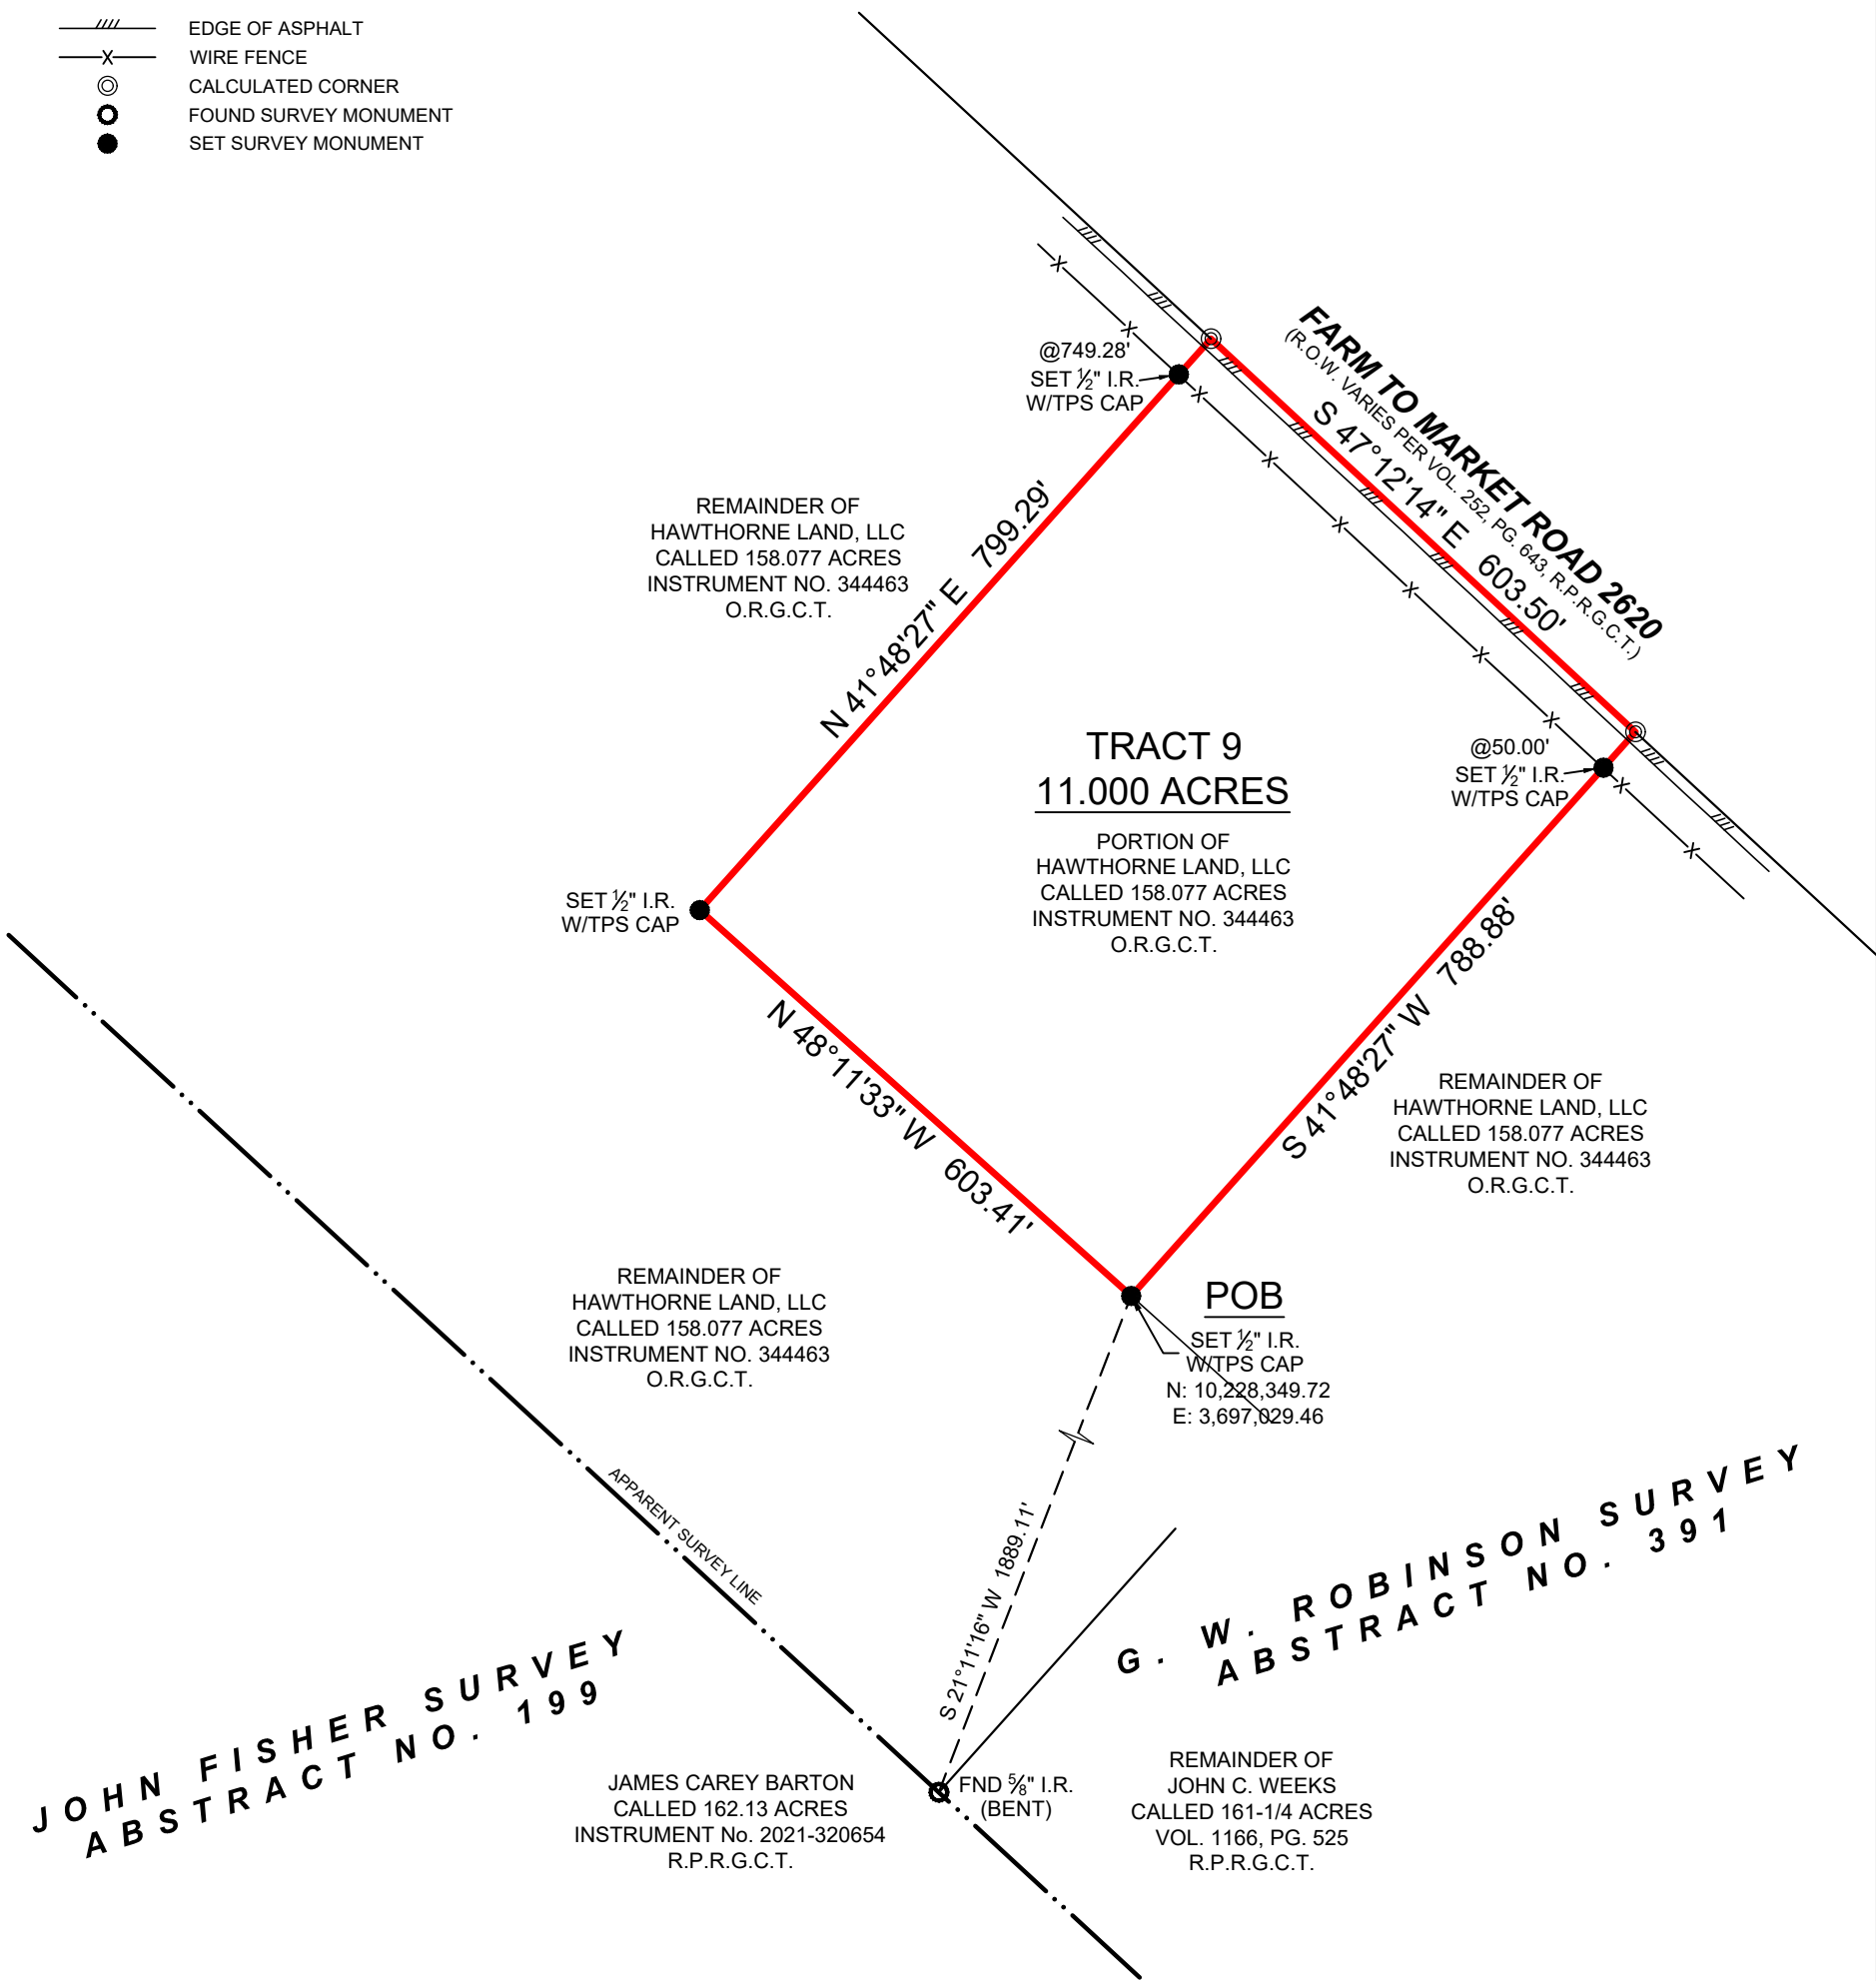 EDGE OF ASPHALT
WIRE FENCE
CALCULATED CORNER
FOUND SURVEY MONUMENT
SET SURVEY MONUMENT
FARM TO MARKET ROAD 2620
(R.O.W. VARIES PER VOL. 252, PG. 643, R.P.R.G.C.T.)
S 47°12'14" E 603.50'
@749.28'
SET ½" I.R.
W/TPS CAP
REMAINDER OF
HAWTHORNE LAND, LLC
CALLED 158.077 ACRES
INSTRUMENT NO. 344463
O.R.G.C.T.
N 41°48'27" E 799.29'
TRACT 9
11.000 ACRES
PORTION OF
HAWTHORNE LAND, LLC
CALLED 158.077 ACRES
INSTRUMENT NO. 344463
O.R.G.C.T.
@50.00'
SET ½" I.R.
W/TPS CAP
SET ½" I.R.
W/TPS CAP
S 41°48'27" W 788.88'
N 48°11'33" W 603.41'
REMAINDER OF
HAWTHORNE LAND, LLC
CALLED 158.077 ACRES
INSTRUMENT NO. 344463
O.R.G.C.T.
REMAINDER OF
HAWTHORNE LAND, LLC
CALLED 158.077 ACRES
INSTRUMENT NO. 344463
O.R.G.C.T.
POB
SET ½" I.R.
W/TPS CAP
N: 10,228,349.72
E: 3,697,029.46
APPARENT SURVEY LINE
S 21°11'16" W 1889.11'
G. W. ROBINSON SURVEY
ABSTRACT NO. 391
JOHN FISHER SURVEY
ABSTRACT NO. 199
JAMES CAREY BARTON
CALLED 162.13 ACRES
INSTRUMENT No. 2021-320654
R.P.R.G.C.T.
FND ⅝" I.R.
(BENT)
REMAINDER OF
JOHN C. WEEKS
CALLED 161-1/4 ACRES
VOL. 1166, PG. 525
R.P.R.G.C.T.